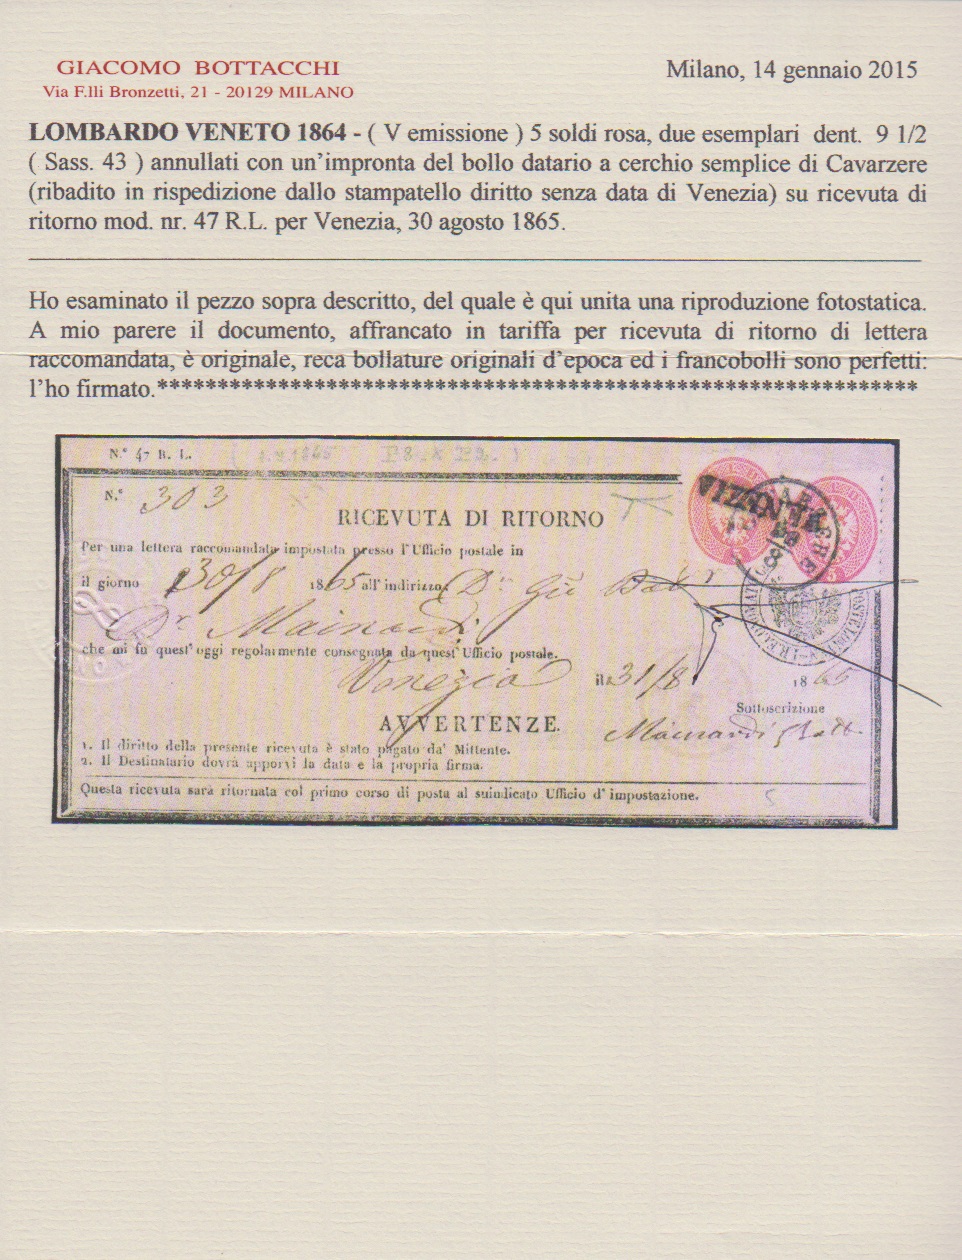 GIACOMO BOTTACCHI
Via F.lli Bronzetti, 21 - 20129 MILANO
Milano, 14 gennaio 2015
LOMBARDO VENETO 1864 - ( V emissione ) 5 soldi rosa, due esemplari dent. 9 1/2
( Sass. 43 ) annullati con un'impronta del bollo datario a cerchio semplice di Cavarzere
(ribadito in rispedizione dallo stampatello diritto senza data di Venezia) su ricevuta di
ritorno mod. nr. 47 R.L. per Venezia, 30 agosto 1865.
Ho esaminato il pezzo sopra descritto, del quale è qui unita una riproduzione fotostatica.
A mio parere il documento, affrancato in tariffa per ricevuta di ritorno di lettera
raccomandata, è originale, reca bollature originali d'epoca ed i francobolli sono perfetti:
l'ho firmato.**************************************************************
N.° 47 R. L.
N.° 303
VENEZIA
RICEVUTA DI RITORNO
Per una lettera raccomandata impostata presso l'Ufficio postale in
il giorno 30/8 1865 all'indirizzo
Dr Mainardi
che mi fu quest'oggi regolarmente consegnata da quest'Ufficio postale.
Venezia il 31/8 1865
Sottoscrizione
AVVERTENZE.
Mainardi
1. Il diritto della presente ricevuta è stato pagato da' Mittente.
2. Il Destinatario dovrà apporvi la data e la propria firma.
Questa ricevuta sarà ritornata col primo corso di posta al suindicato Ufficio d'impostazione.